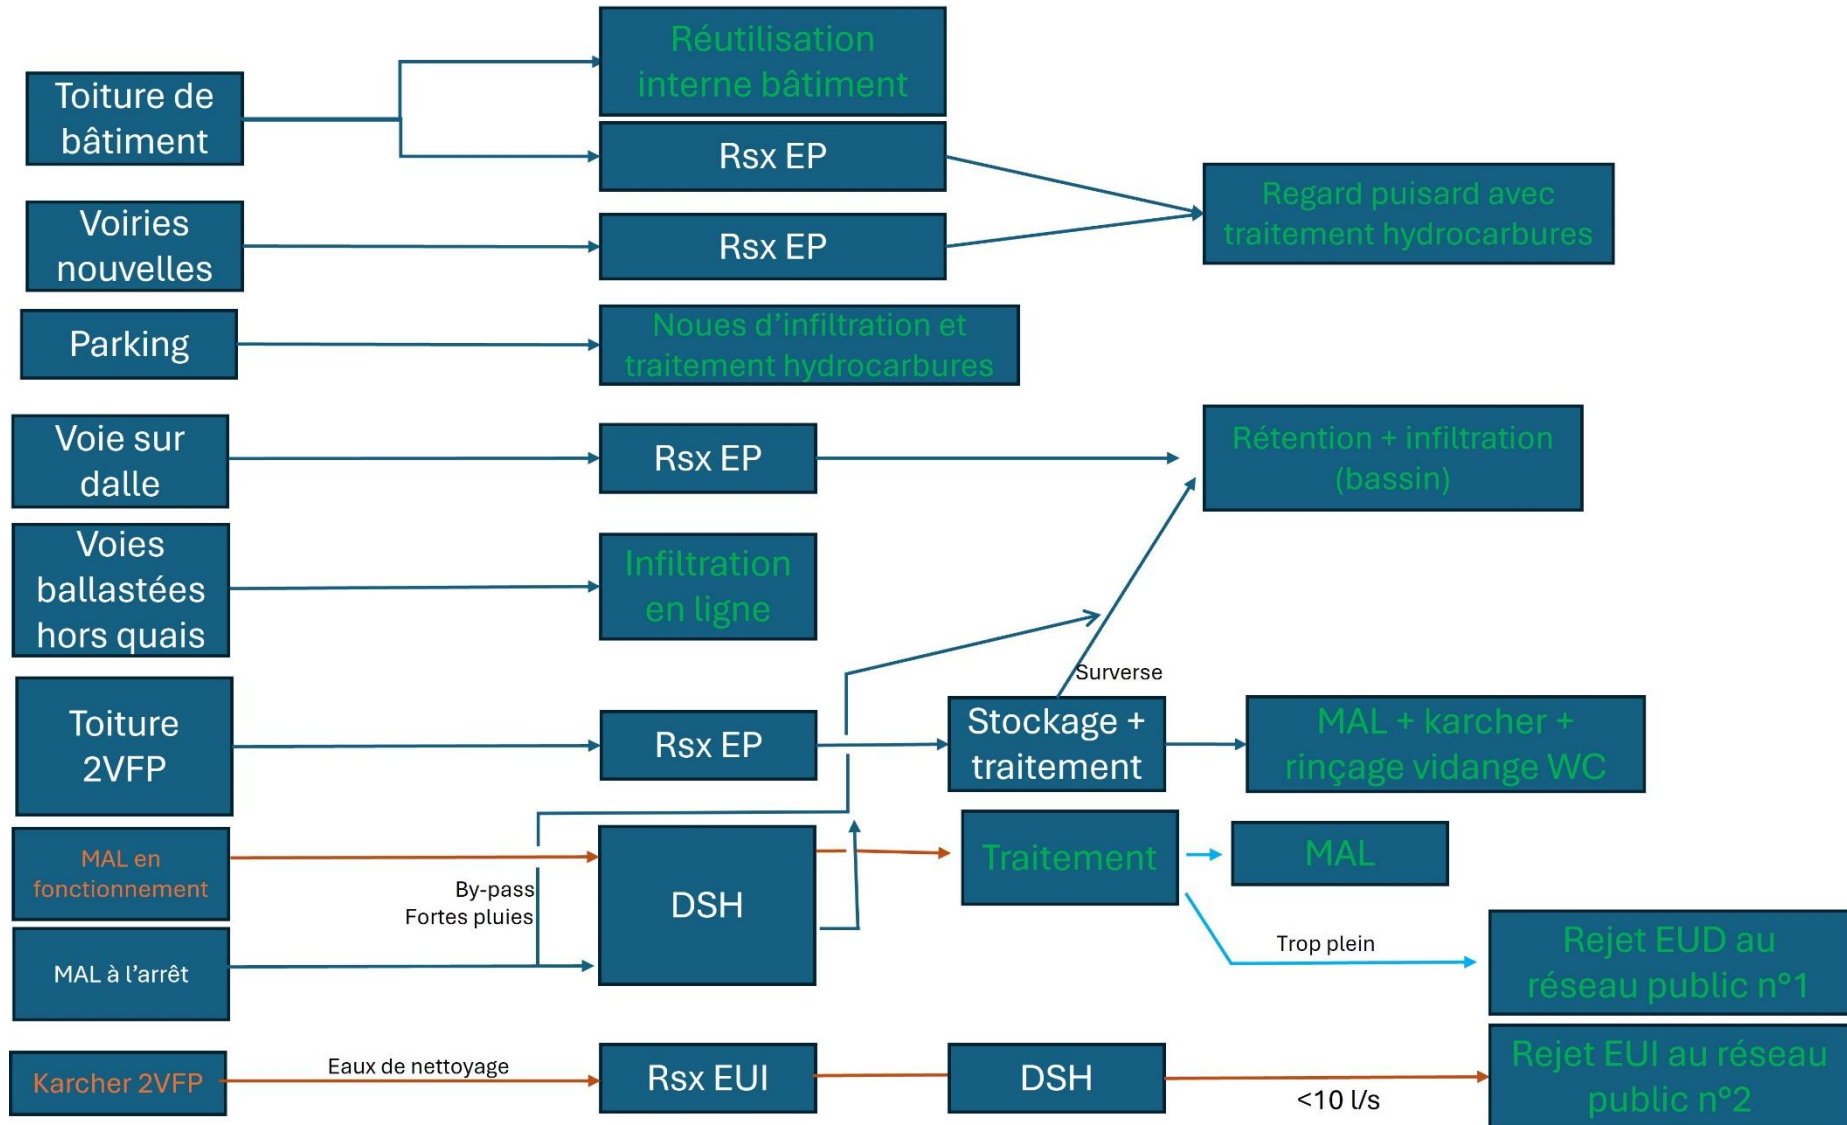 Réutilisation
interne bâtiment
Toiture de
bâtiment
Rsx EP
Regard puisard avec
traitement hydrocarbures
Voiries
nouvelles
Rsx EP
Parking
Noues d’infiltration et
traitement hydrocarbures
Voie sur
dalle
Rsx EP
Rétention + infiltration
(bassin)
Voies
ballastées
hors quais
Infiltration
en ligne
Surverse
Toiture
2VFP
Rsx EP
Stockage +
traitement
MAL + karcher +
rinçage vidange WC
MAL en
fonctionnement
By-pass
Fortes pluies
DSH
Traitement
MAL
MAL à l’arrêt
Trop plein
Rejet EUD au
réseau public n°1
Karcher 2VFP
Eaux de nettoyage
Rsx EUI
DSH
<10 l/s
Rejet EUI au réseau
public n°2